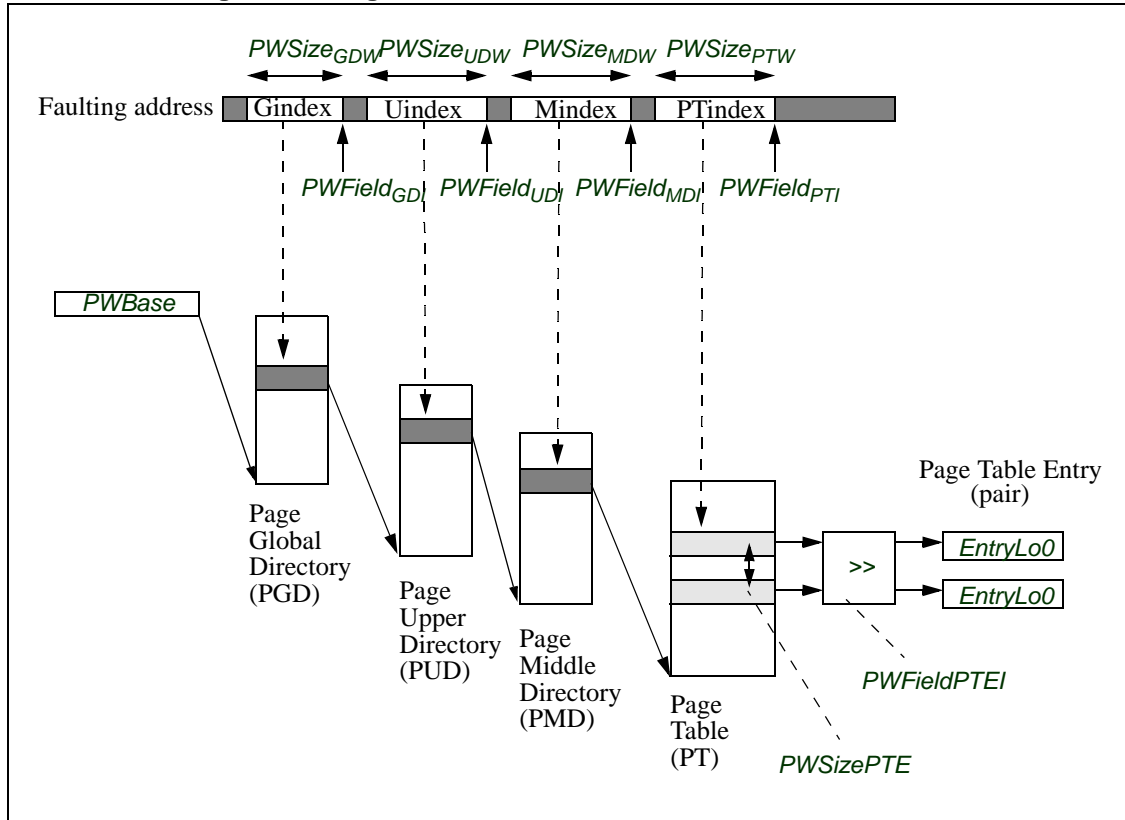 PWSizeGDW PWSizeUDW PWSizeMDW PWSizePTW
Faulting address Gindex Uindex Mindex PTindex
PWFieldGDI PWFieldUDI PWFieldMDI PWFieldPTI
PWBase
Page
Global
Directory
(PGD)
Page
Upper
Directory
(PUD)
Page
Middle
Directory
(PMD)
Page
Table
(PT)
Page Table Entry
(pair)
EntryLo0
>>
EntryLo0
PWFieldPTEI
PWSizePTE